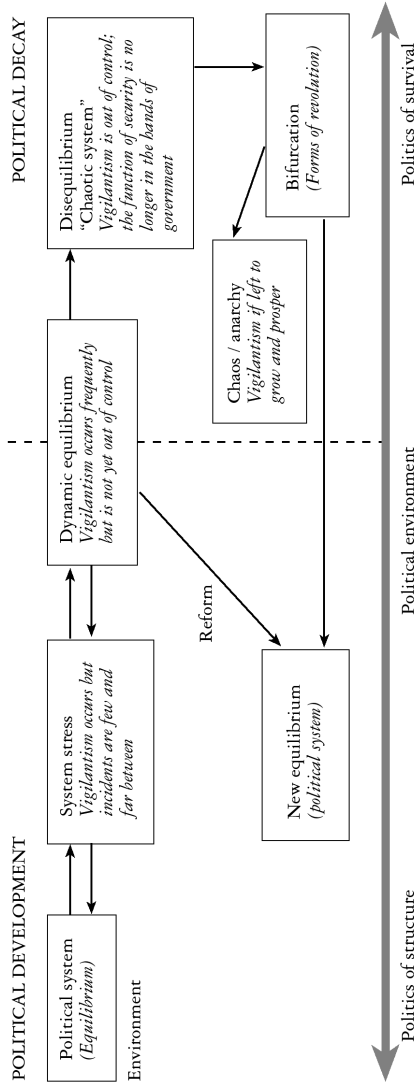 POLITICAL DEVELOPMENT
POLITICAL DECAY
Political system
(Equilibrium)
Environment
System stress
Vigilantism occurs but
incidents are few and
far between
Dynamic equilibrium
Vigilantism occurs frequently
but is not yet out of control
Disequilibrium
“Chaotic system”
Vigilantism is out of control;
the function of security is no
longer in the hands of
government
Reform
Chaos / anarchy
Vigilantism if left to
grow and prosper
New equilibrium
(political system)
Bifurcation
(Forms of revolution)
Politics of structure
Political environment
Politics of survival